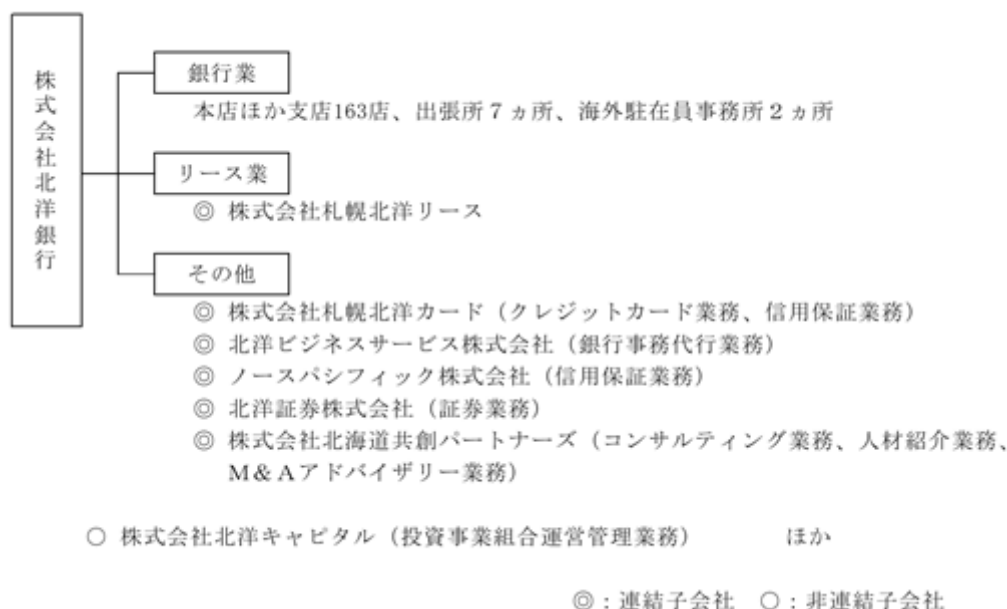 株式会社北洋銀行
銀行業
本店ほか支店163店、出張所7ヵ所、海外駐在員事務所2ヵ所
リース業
◎ 株式会社札幌北洋リース
その他
◎ 株式会社札幌北洋カード（クレジットカード業務、信用保証業務）
◎ 北洋ビジネスサービス株式会社（銀行事務代行業務）
◎ ノースパシフィック株式会社（信用保証業務）
◎ 北洋証券株式会社（証券業務）
◎ 株式会社北海道共創パートナーズ（コンサルティング業務、人材紹介業務、
M&Aアドバイザリー業務）
○ 株式会社北洋キャピタル（投資事業組合運営管理業務） ほか
◎：連結子会社 ○：非連結子会社